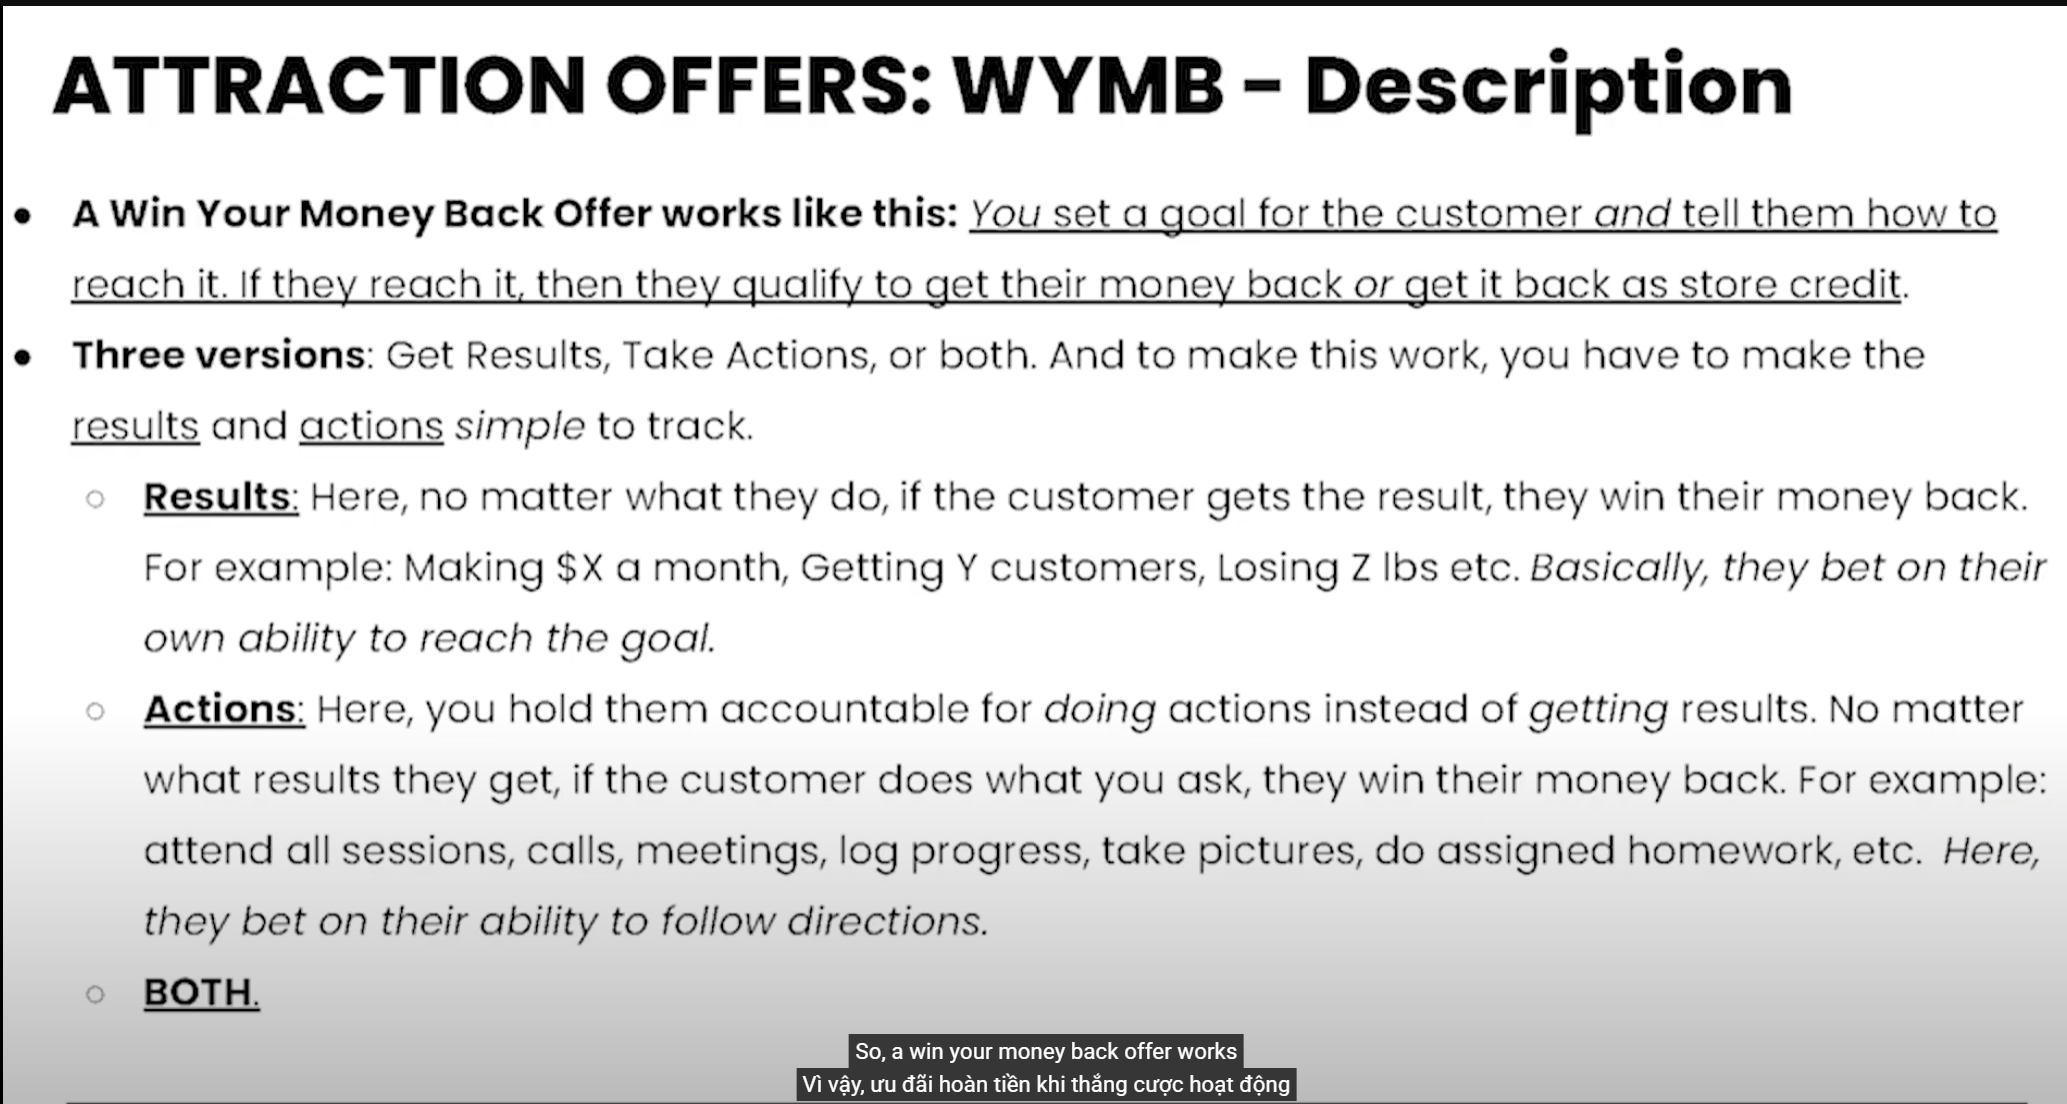 ATTRACTION OFFERS: WYMB – Description
● A Win Your Money Back Offer works like this: You set a goal for the customer and tell them how to
reach it. If they reach it, then they qualify to get their money back or get it back as store credit.
● Three versions: Get Results, Take Actions, or both. And to make this work, you have to make the
results and actions simple to track.
○ Results: Here, no matter what they do, if the customer gets the result, they win their money back.
For example: Making $X a month, Getting Y customers, Losing Z lbs etc. Basically, they bet on their
own ability to reach the goal.
○ Actions: Here, you hold them accountable for doing actions instead of getting results. No matter
what results they get, if the customer does what you ask, they win their money back. For example:
attend all sessions, calls, meetings, log progress, take pictures, do assigned homework, etc. Here,
they bet on their ability to follow directions.
○ BOTH.
So, a win your money back offer works
Vì vậy, ưu đãi hoàn tiền khi thắng cược hoạt động